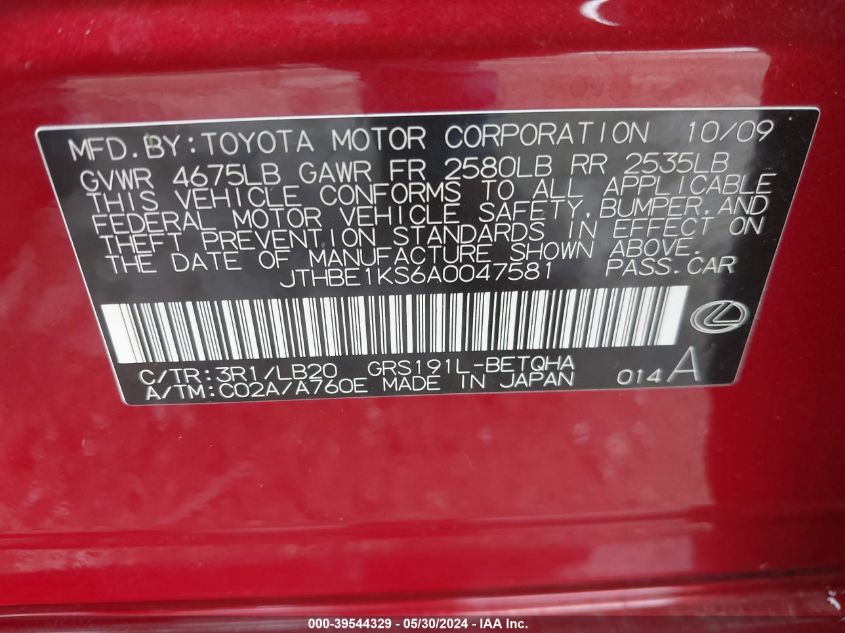 MFD. BY: TOYOTA MOTOR CORPORATION 10/09
GVWR 4675LB GAWR FR 2580LB RR 2535LB
THIS VEHICLE CONFORMS TO ALL APPLICABLE
FEDERAL MOTOR VEHICLE SAFETY, BUMPER, AND
THEFT PREVENTION STANDARDS IN EFFECT ON
THE DATE OF MANUFACTURE SHOWN ABOVE.
JTHBE1KS6A0047581 PASS. CAR
C/TR: 3R1/LB20 GRS191L-BETQHA
A/TM: C02A/A760E MADE IN JAPAN 014 A
000-39544329 - 05/30/2024 - IAA Inc.